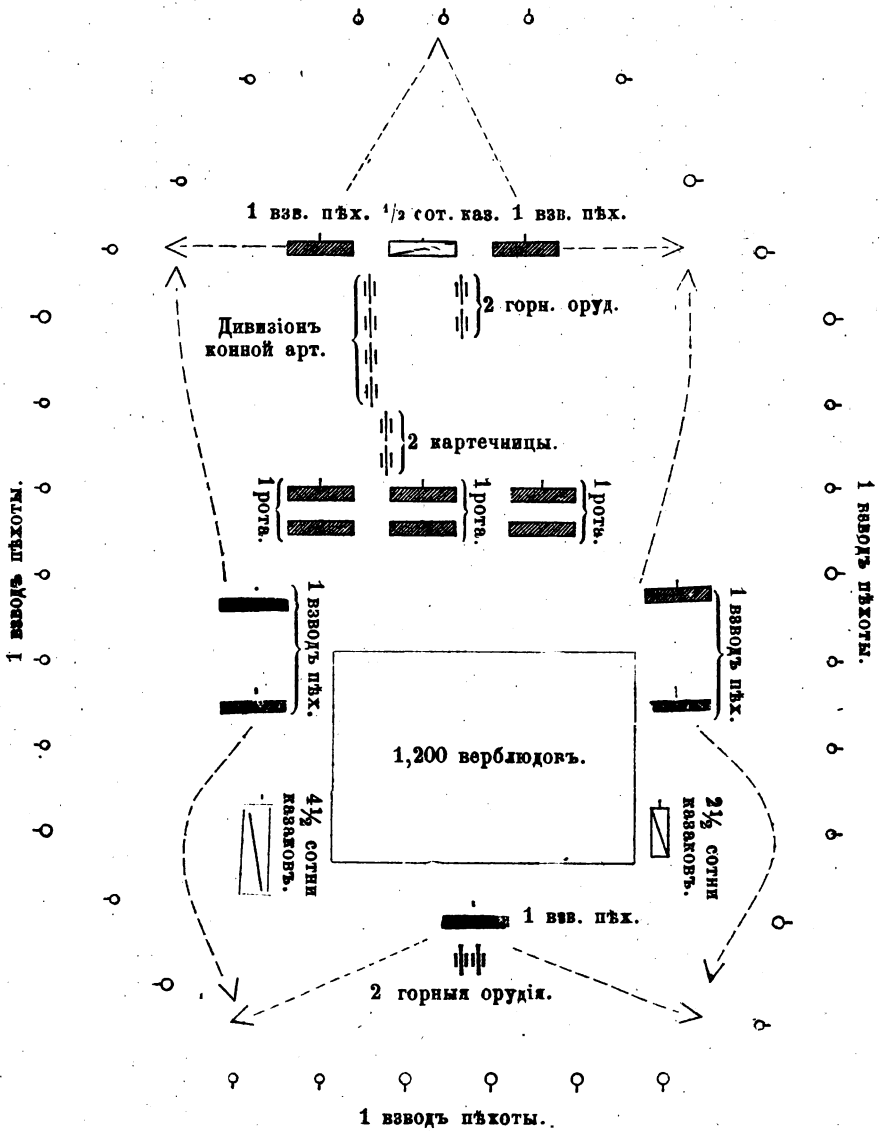 1 взв. пѣх. ½ сот. каз. 1 взв. пѣх.
Дивизіонъ
конной арт.
2 горн. оруд.
2 картечницы.
1 рота.
1 рота.
1 рота.
1 взводъ пѣхоты.
1 взводъ пѣхоты.
1 взводъ пѣх.
1 взводъ пѣх.
1,200 верблюдовъ.
4½ сотни
казаковъ.
2½ сотни
казаковъ.
1 взв. пѣх.
2 горныя орудія.
1 взводъ пѣхоты.